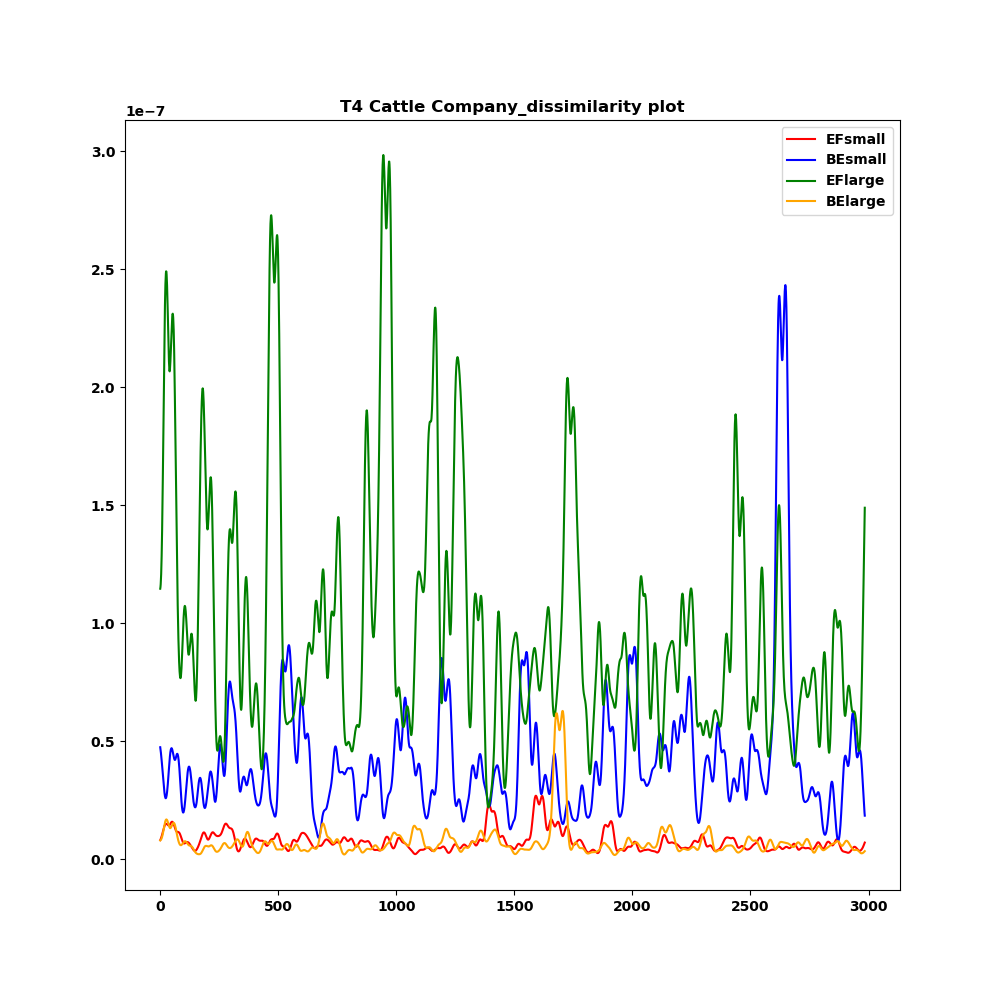 T4 Cattle Company_dissimilarity plot
1e−7
EFsmall
BEsmall
EFlarge
BElarge
3.0
2.5
2.0
1.5
1.0
0.5
0.0
0 500 1000 1500 2000 2500 3000